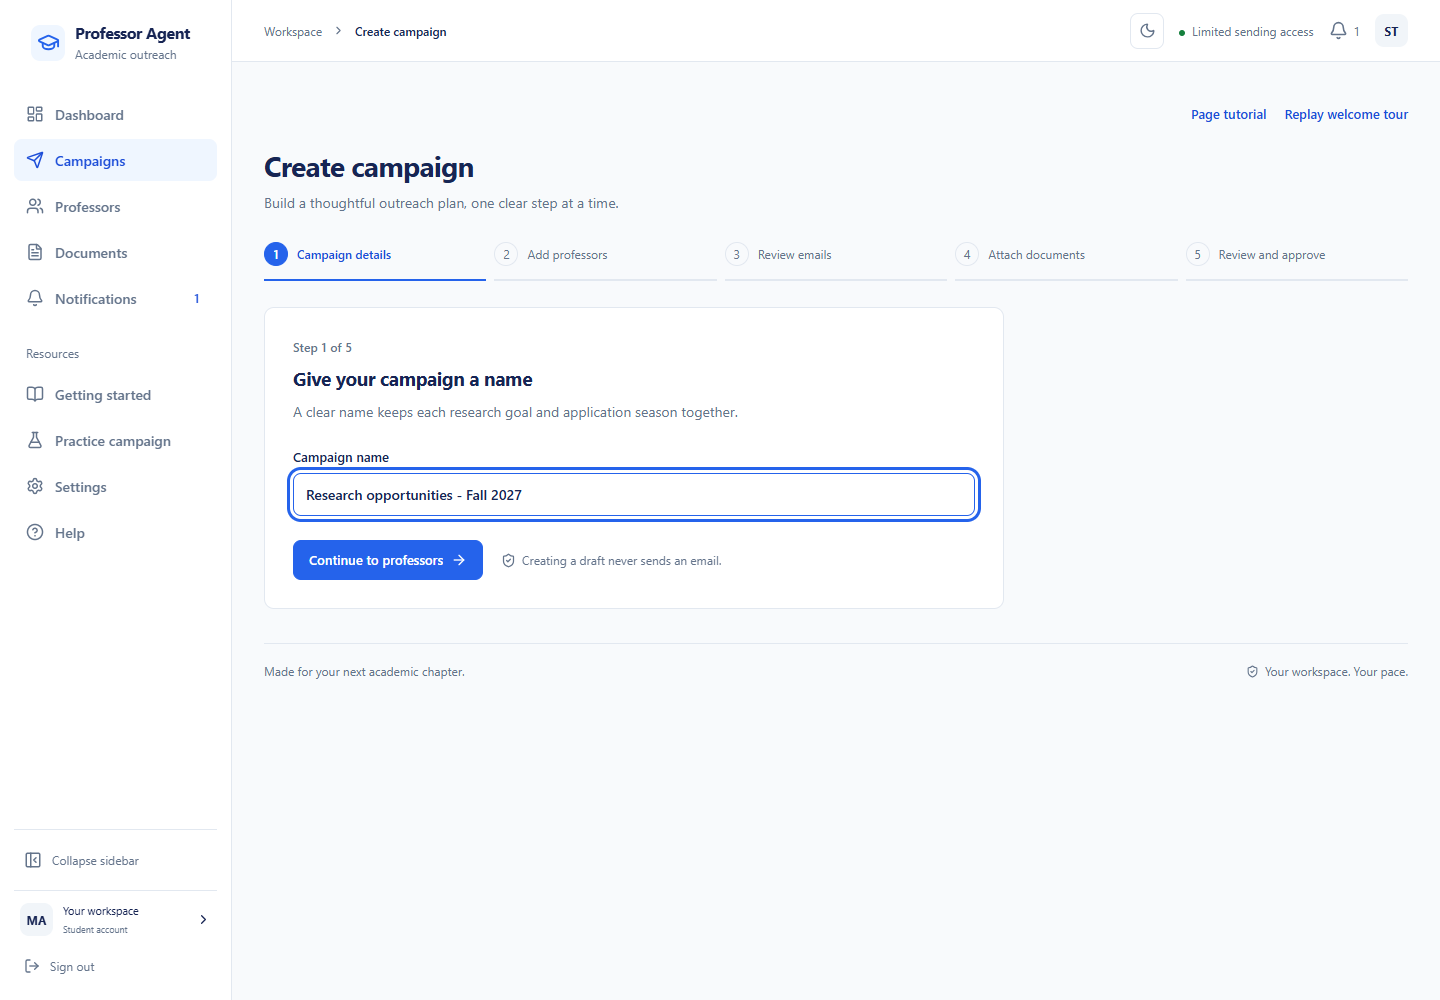 Professor Agent
Academic outreach
Dashboard
Campaigns
Professors
Documents
Notifications 1
Resources
Getting started
Practice campaign
Settings
Help
Collapse sidebar
MA
Your workspace
Student account
Sign out
Workspace Create campaign
Limited sending access 1 ST
Page tutorial Replay welcome tour
Create campaign
Build a thoughtful outreach plan, one clear step at a time.
1 Campaign details 2 Add professors 3 Review emails 4 Attach documents 5 Review and approve
Step 1 of 5
Give your campaign a name
A clear name keeps each research goal and application season together.
Campaign name
Research opportunities - Fall 2027
Continue to professors Creating a draft never sends an email.
Made for your next academic chapter. Your workspace. Your pace.